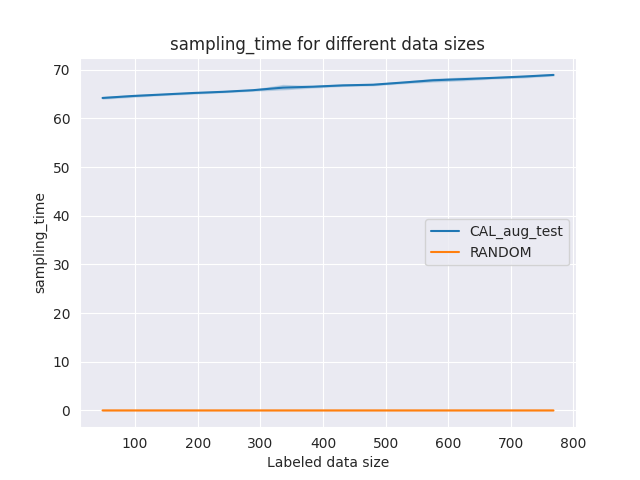 sampling_time for different data sizes
70
60
50
40
30
20
10
0
sampling_time
CAL_aug_test
RANDOM
100 200 300 400 500 600 700 800
Labeled data size